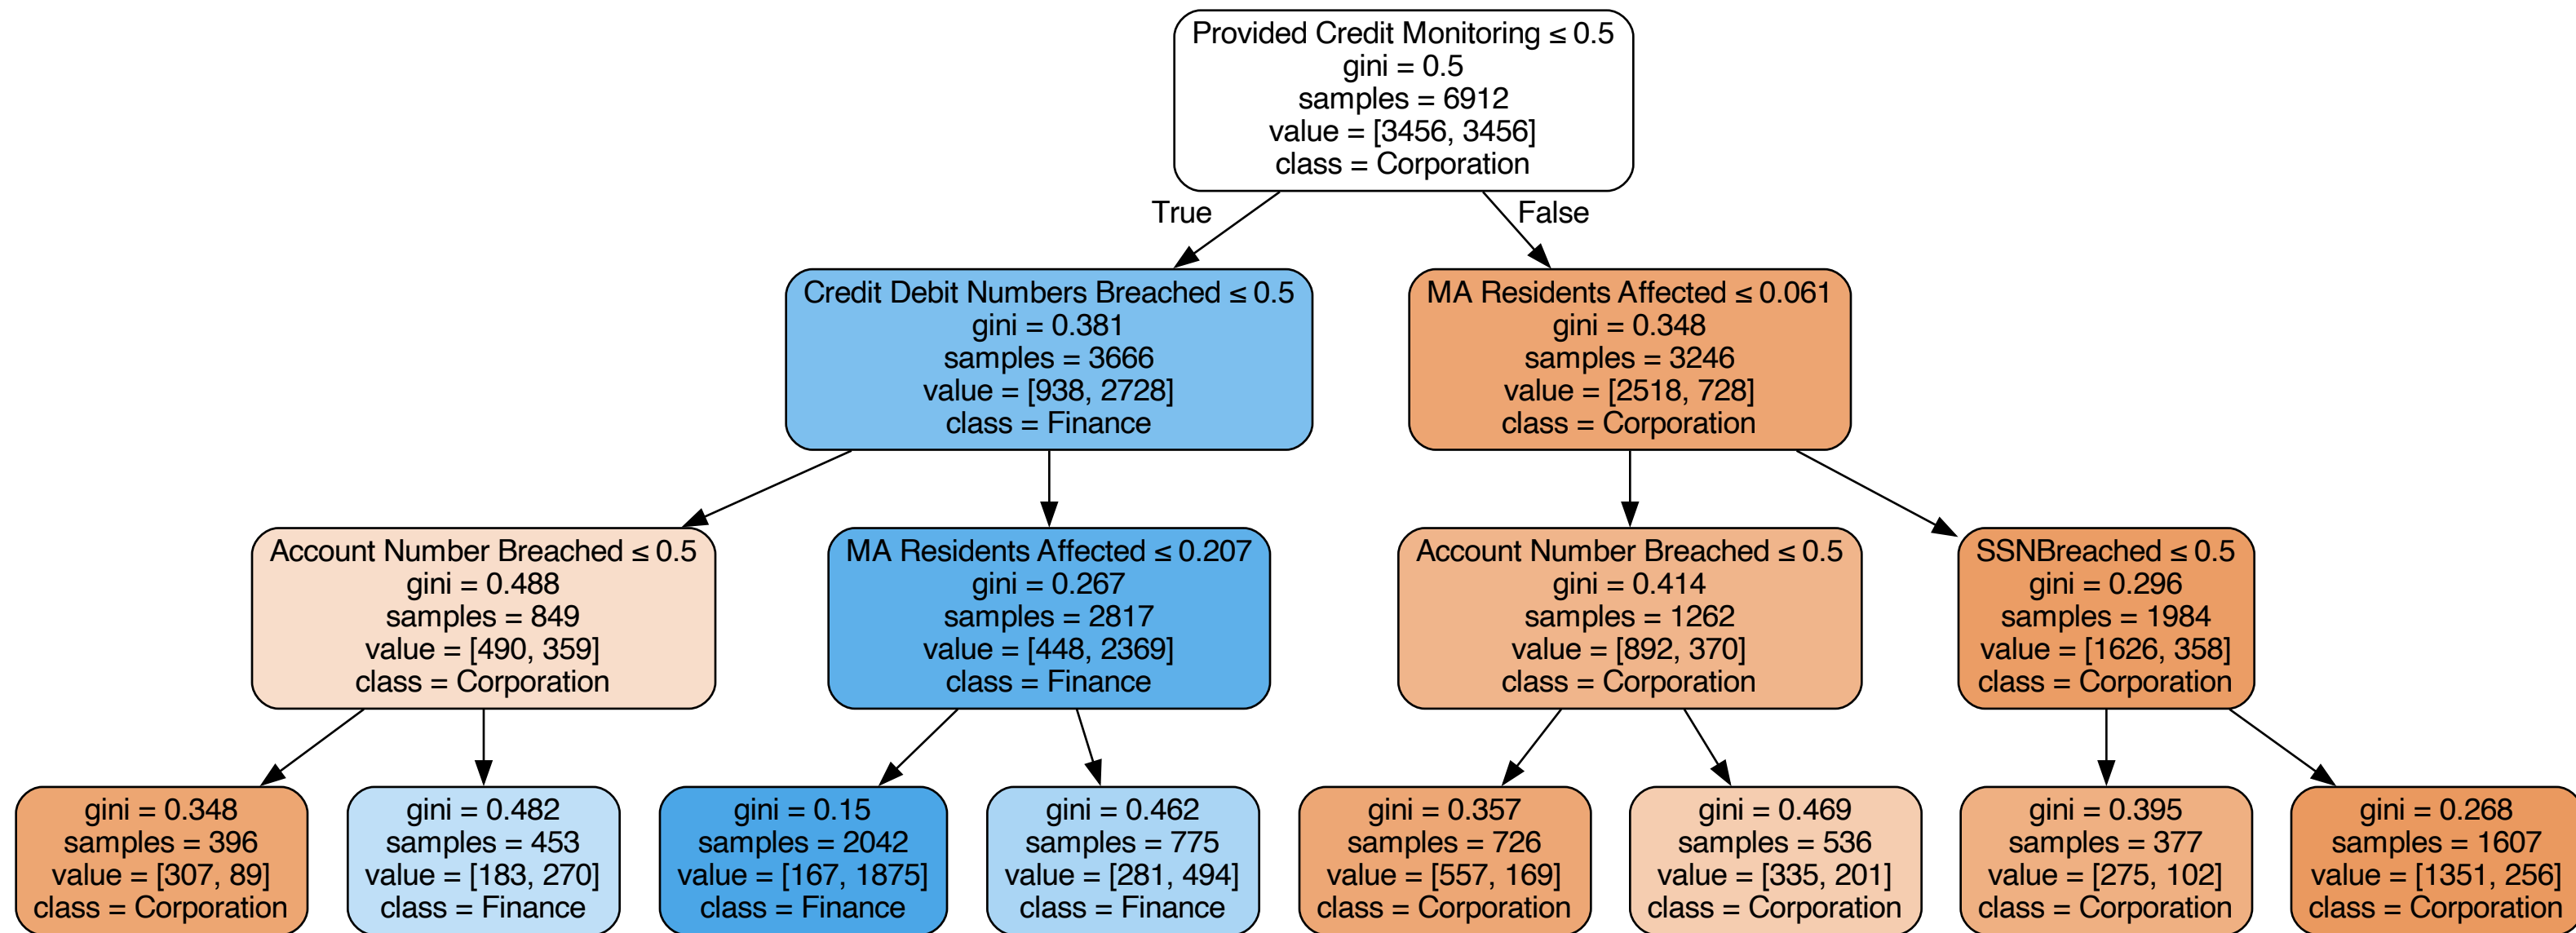 Provided Credit Monitoring ≤ 0.5
gini = 0.5
samples = 6912
value = [3456, 3456]
class = Corporation
True
False
Credit Debit Numbers Breached ≤ 0.5
gini = 0.381
samples = 3666
value = [938, 2728]
class = Finance
MA Residents Affected ≤ 0.061
gini = 0.348
samples = 3246
value = [2518, 728]
class = Corporation
Account Number Breached ≤ 0.5
gini = 0.488
samples = 849
value = [490, 359]
class = Corporation
MA Residents Affected ≤ 0.207
gini = 0.267
samples = 2817
value = [448, 2369]
class = Finance
Account Number Breached ≤ 0.5
gini = 0.414
samples = 1262
value = [892, 370]
class = Corporation
SSNBreached ≤ 0.5
gini = 0.296
samples = 1984
value = [1626, 358]
class = Corporation
gini = 0.348
samples = 396
value = [307, 89]
class = Corporation
gini = 0.482
samples = 453
value = [183, 270]
class = Finance
gini = 0.15
samples = 2042
value = [167, 1875]
class = Finance
gini = 0.462
samples = 775
value = [281, 494]
class = Finance
gini = 0.357
samples = 726
value = [557, 169]
class = Corporation
gini = 0.469
samples = 536
value = [335, 201]
class = Corporation
gini = 0.395
samples = 377
value = [275, 102]
class = Corporation
gini = 0.268
samples = 1607
value = [1351, 256]
class = Corporation